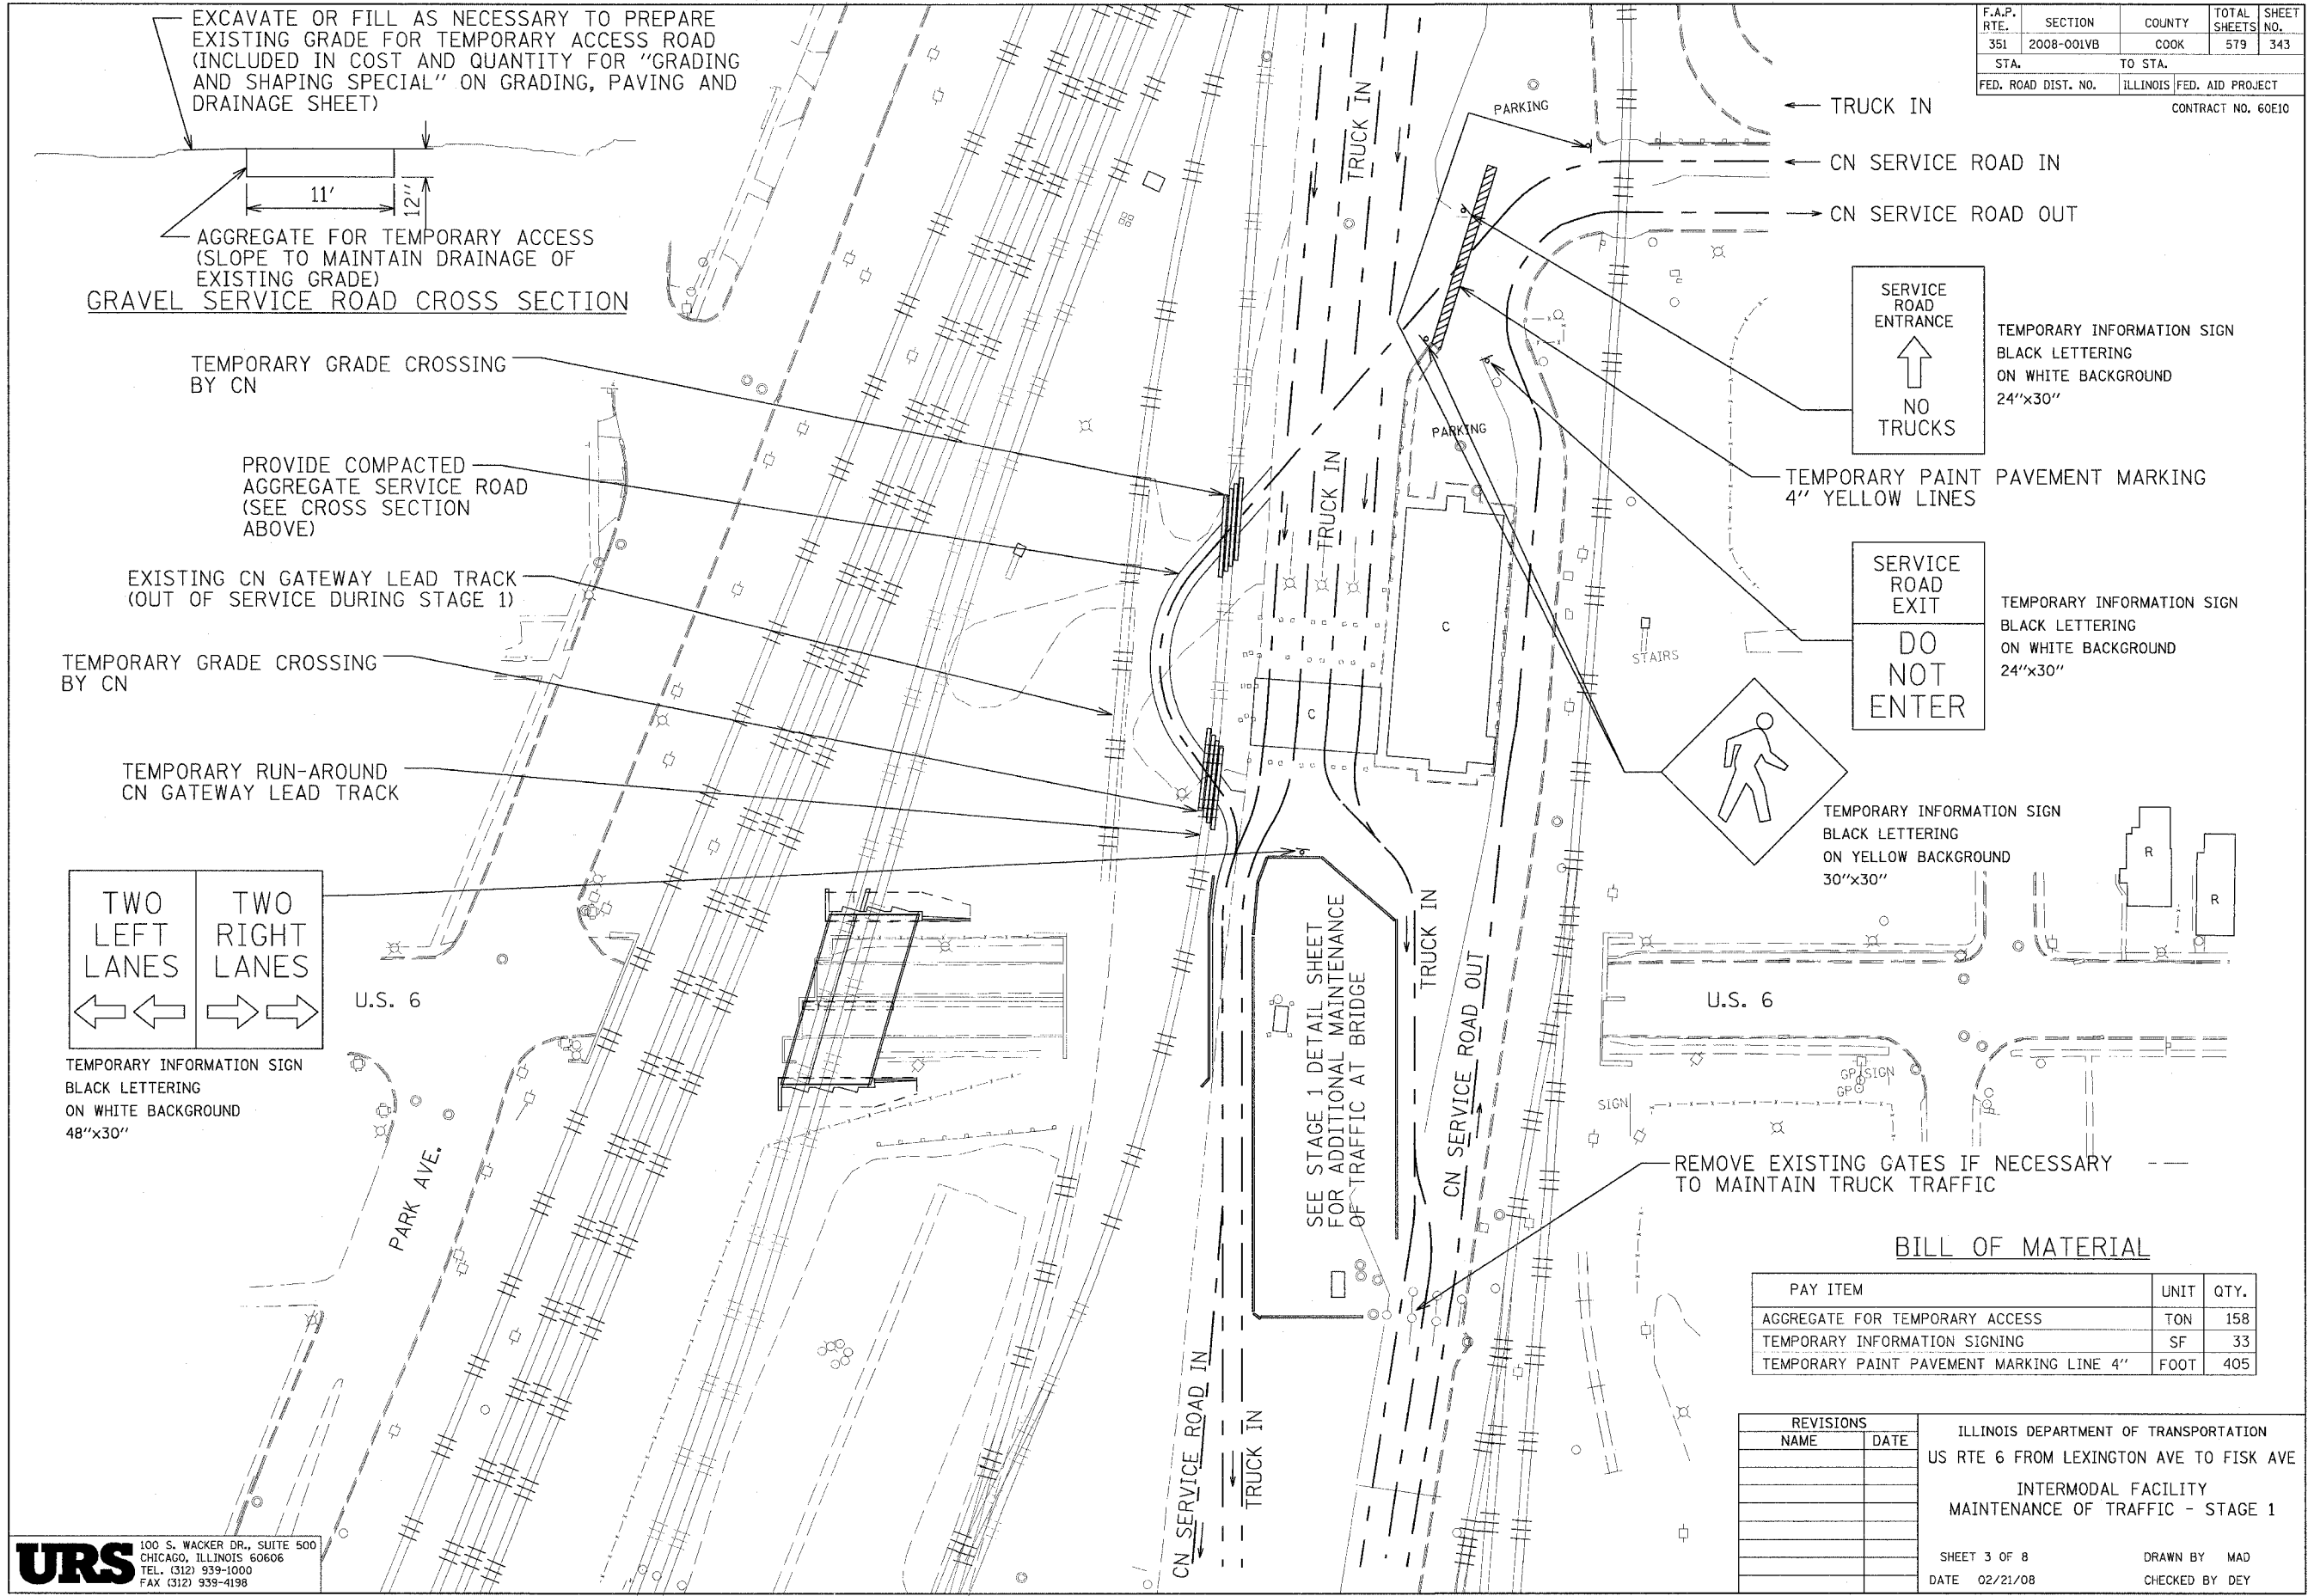 EXCAVATE OR FILL AS NECESSARY TO PREPARE
EXISTING GRADE FOR TEMPORARY ACCESS ROAD
(INCLUDED IN COST AND QUANTITY FOR "GRADING
AND SHAPING SPECIAL" ON GRADING, PAVING AND
DRAINAGE SHEET)
11'
12"
AGGREGATE FOR TEMPORARY ACCESS
(SLOPE TO MAINTAIN DRAINAGE OF
EXISTING GRADE)
GRAVEL SERVICE ROAD CROSS SECTION
TEMPORARY GRADE CROSSING
BY CN
PROVIDE COMPACTED
AGGREGATE SERVICE ROAD
(SEE CROSS SECTION
ABOVE)
EXISTING CN GATEWAY LEAD TRACK
(OUT OF SERVICE DURING STAGE 1)
TEMPORARY GRADE CROSSING
BY CN
TEMPORARY RUN-AROUND
CN GATEWAY LEAD TRACK
TWO
LEFT
LANES
TWO
RIGHT
LANES
TEMPORARY INFORMATION SIGN
BLACK LETTERING
ON WHITE BACKGROUND
48"x30"
U.S. 6
PARK AVE.
F.A.P. RTE.
SECTION
COUNTY
TOTAL SHEETS
SHEET NO.
351
2008-001VB
COOK
579
343
STA.
TO STA.
FED. ROAD DIST. NO.
ILLINOIS
FED. AID PROJECT
CONTRACT NO. 60E10
TRUCK IN
CN SERVICE ROAD IN
CN SERVICE ROAD OUT
PARKING
TRUCK IN
TRUCK IN
PARKING
TRUCK IN
C
C
STAIRS
SERVICE
ROAD
ENTRANCE
NO
TRUCKS
TEMPORARY INFORMATION SIGN
BLACK LETTERING
ON WHITE BACKGROUND
24"x30"
TEMPORARY PAINT PAVEMENT MARKING
4" YELLOW LINES
SERVICE
ROAD
EXIT
DO
NOT
ENTER
TEMPORARY INFORMATION SIGN
BLACK LETTERING
ON WHITE BACKGROUND
24"x30"
TEMPORARY INFORMATION SIGN
BLACK LETTERING
ON YELLOW BACKGROUND
30"x30"
R
R
U.S. 6
GP
SIGN
GP
SIGN
SEE STAGE 1 DETAIL SHEET
FOR ADDITIONAL MAINTENANCE
OF TRAFFIC AT BRIDGE
TRUCK IN
CN SERVICE ROAD OUT
CN SERVICE ROAD IN
TRUCK IN
REMOVE EXISTING GATES IF NECESSARY
TO MAINTAIN TRUCK TRAFFIC
BILL OF MATERIAL
PAY ITEM UNIT QTY.
AGGREGATE FOR TEMPORARY ACCESS TON 158
TEMPORARY INFORMATION SIGNING SF 33
TEMPORARY PAINT PAVEMENT MARKING LINE 4" FOOT 405
REVISIONS
NAME DATE
ILLINOIS DEPARTMENT OF TRANSPORTATION
US RTE 6 FROM LEXINGTON AVE TO FISK AVE
INTERMODAL FACILITY
MAINTENANCE OF TRAFFIC - STAGE 1
SHEET 3 OF 8 DRAWN BY MAD
DATE 02/21/08 CHECKED BY DEY
URS
100 S. WACKER DR., SUITE 500
CHICAGO, ILLINOIS 60606
TEL. (312) 939-1000
FAX (312) 939-4198